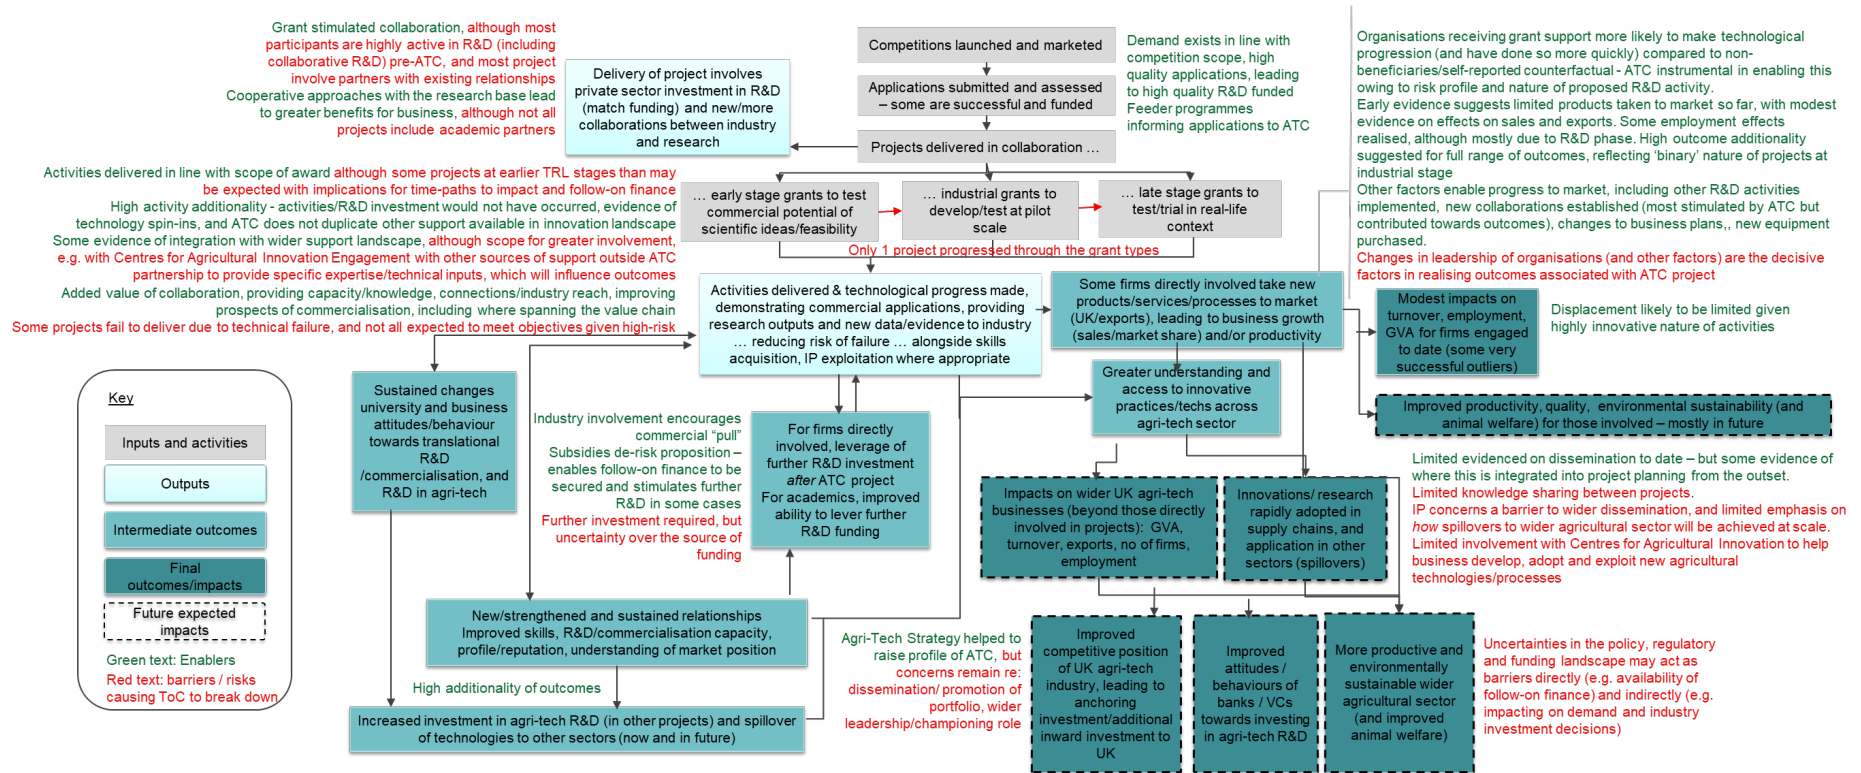 Grant stimulated collaboration, although most
participants are highly active in R&D (including
collaborative R&D) pre-ATC, and most project
involve partners with existing relationships
Cooperative approaches with the research base lead
to greater benefits for business, although not all
projects include academic partners
Delivery of project involves
private sector investment in R&D
(match funding) and new/more
collaborations between industry
and research
Competitions launched and marketed
Applications submitted and assessed
– some are successful and funded
Projects delivered in collaboration …
Demand exists in line with
competition scope, high
quality applications, leading
to high quality R&D funded
Feeder programmes
informing applications to ATC
Organisations receiving grant support more likely to make technological
progression (and have done so more quickly) compared to non-
beneficiaries/self-reported counterfactual - ATC instrumental in enabling this
owing to risk profile and nature of proposed R&D activity.
Early evidence suggests limited products taken to market so far, with modest
evidence on effects on sales and exports. Some employment effects
realised, although mostly due to R&D phase. High outcome additionality
suggested for full range of outcomes, reflecting ‘binary’ nature of projects at
industrial stage
Other factors enable progress to market, including other R&D activities
implemented, new collaborations established (most stimulated by ATC but
contributed towards outcomes), changes to business plans,, new equipment
purchased.
Changes in leadership of organisations (and other factors) are the decisive
factors in realising outcomes associated with ATC project
Activities delivered in line with scope of award although some projects at earlier TRL stages than may
be expected with implications for time-paths to impact and follow-on finance
High activity additionality - activities/R&D investment would not have occurred, evidence of
technology spin-ins, and ATC does not duplicate other support available in innovation landscape
Some evidence of integration with wider support landscape, although scope for greater involvement,
e.g. with Centres for Agricultural Innovation Engagement with other sources of support outside ATC
partnership to provide specific expertise/technical inputs, which will influence outcomes
Added value of collaboration, providing capacity/knowledge, connections/industry reach, improving
prospects of commercialisation, including where spanning the value chain
Some projects fail to deliver due to technical failure, and not all expected to meet objectives given high-risk
… early stage grants to test
commercial potential of
scientific ideas/feasibility
… industrial grants to
develop/test at pilot
scale
… late stage grants to
test/trial in real-life
context
Only 1 project progressed through the grant types
Activities delivered & technological progress made,
demonstrating commercial applications, providing
research outputs and new data/evidence to industry
… reducing risk of failure … alongside skills
acquisition, IP exploitation where appropriate
Some firms directly involved take new
products/services/processes to market
(UK/exports), leading to business growth
(sales/market share) and/or productivity
Modest impacts on
turnover, employment,
GVA for firms engaged
to date (some very
successful outliers)
Displacement likely to be limited given
highly innovative nature of activities
Greater understanding and
access to innovative
practices/techs across
agri-tech sector
Improved productivity, quality, environmental sustainability (and
animal welfare) for those involved – mostly in future
Key
Inputs and activities
Outputs
Intermediate outcomes
Final
outcomes/impacts
Future expected
impacts
Green text: Enablers
Red text: barriers / risks
causing ToC to break down
Sustained changes
university and business
attitudes/behaviour
towards translational
R&D
/commercialisation, and
R&D in agri-tech
Industry involvement encourages
commercial “pull”
Subsidies de-risk proposition –
enables follow-on finance to be
secured and stimulates further
R&D in some cases
Further investment required, but
uncertainty over the source of
funding
For firms directly
involved, leverage of
further R&D investment
after ATC project
For academics, improved
ability to lever further
R&D funding
Impacts on wider UK agri-tech
businesses (beyond those directly
involved in projects): GVA,
turnover, exports, no of firms,
employment
Innovations/ research
rapidly adopted in
supply chains, and
application in other
sectors (spillovers)
Limited evidenced on dissemination to date – but some evidence of
where this is integrated into project planning from the outset.
Limited knowledge sharing between projects.
IP concerns a barrier to wider dissemination, and limited emphasis on
how spillovers to wider agricultural sector will be achieved at scale.
Limited involvement with Centres for Agricultural Innovation to help
business develop, adopt and exploit new agricultural
technologies/processes
New/strengthened and sustained relationships
Improved skills, R&D/commercialisation capacity,
profile/reputation, understanding of market position
High additionality of outcomes
Increased investment in agri-tech R&D (in other projects) and spillover
of technologies to other sectors (now and in future)
Agri-Tech Strategy helped to
raise profile of ATC, but
concerns remain re:
dissemination/ promotion of
portfolio, wider
leadership/championing role
Improved
competitive position
of UK agri-tech
industry, leading to
anchoring
investment/additional
inward investment to
UK
Improved
attitudes /
behaviours of
banks / VCs
towards investing
in agri-tech R&D
More productive and
environmentally
sustainable wider
agricultural sector
(and improved
animal welfare)
Uncertainties in the policy, regulatory
and funding landscape may act as
barriers directly (e.g. availability of
follow-on finance) and indirectly (e.g.
impacting on demand and industry
investment decisions)